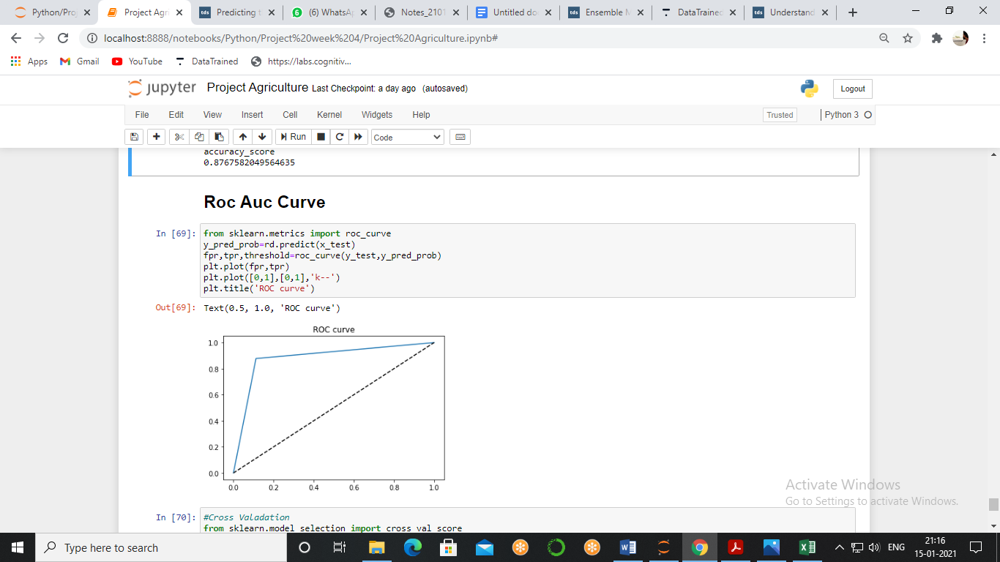 Python/Pro
Project Agri
Predicting t
(6) WhatsA
Notes_2101
Untitled do
Ensemble M
DataTrained
Understand
localhost:8888/notebooks/Python/Project%20week%204/Project%20Agriculture.ipynb#
Apps
Gmail
YouTube
DataTrained
https://labs.cognitiv...
jupyter
Project Agriculture Last Checkpoint: a day ago (autosaved)
Logout
File Edit View Insert Cell Kernel Widgets Help
Trusted
Python 3
Run
Code
accuracy_score
0.8767582049564635
Roc Auc Curve
In [69]:
from sklearn.metrics import roc_curve
y_pred_prob=rd.predict(x_test)
fpr,tpr,threshold=roc_curve(y_test,y_pred_prob)
plt.plot(fpr,tpr)
plt.plot([0,1],[0,1],'k--')
plt.title('ROC curve')
Out[69]: Text(0.5, 1.0, 'ROC curve')
ROC curve
1.0
0.8
0.6
0.4
0.2
0.0
0.0 0.2 0.4 0.6 0.8 1.0
Activate Windows
Go to Settings to activate Windows.
In [70]:
#Cross Valadation
from sklearn.model_selection import cross_val_score
Type here to search
ENG
21:16
15-01-2021